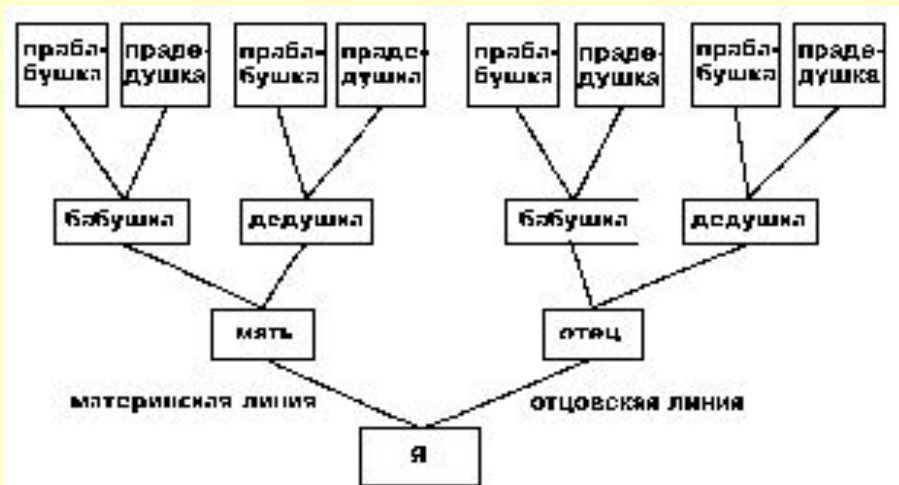 праба-
бушка
праде-
душка
праба-
бушка
праде-
душка
праба-
бушка
праде-
душка
праба-
бушка
праде-
душка
бабушка
дедушка
бабушка
дедушка
мять
отец
материнская линия
отцовская линия
Я